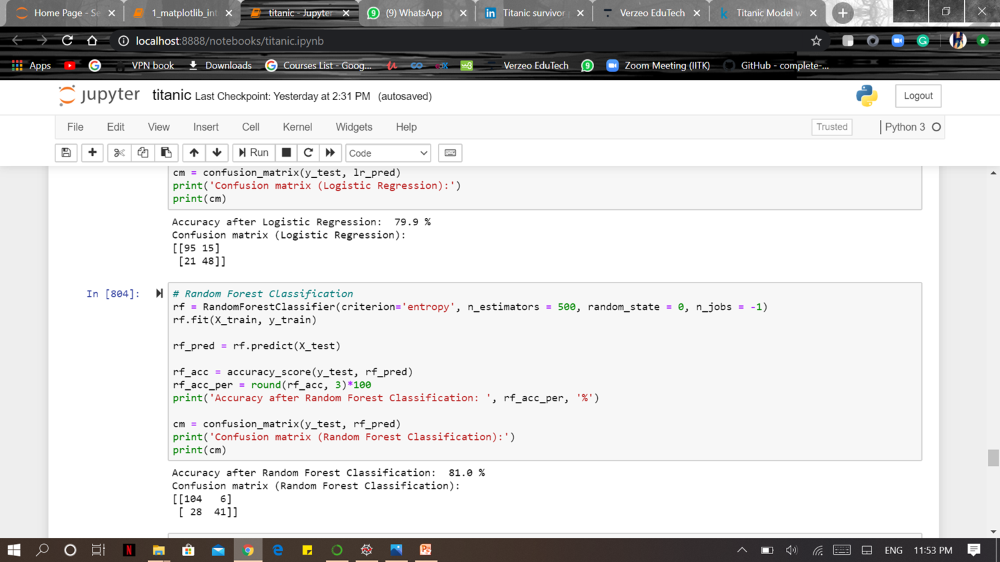 Home Page - Se
1_matplotlib_int
titanic - Jupyter
(9) WhatsApp
Titanic survivor
Verzeo EduTech
Titanic Model w
localhost:8888/notebooks/titanic.ipynb
Apps
VPN book
Downloads
Courses List - Goog...
Verzeo EduTech
Zoom Meeting (IITK)
GitHub - complete-...
jupyter
titanic Last Checkpoint: Yesterday at 2:31 PM (autosaved)
Logout
File Edit View Insert Cell Kernel Widgets Help
Trusted
Python 3
Run
Code
cm = confusion_matrix(y_test, lr_pred)
print('Confusion matrix (Logistic Regression):')
print(cm)
Accuracy after Logistic Regression:  79.9 %
Confusion matrix (Logistic Regression):
[[95 15]
 [21 48]]
In [804]:
# Random Forest Classification
rf = RandomForestClassifier(criterion='entropy', n_estimators = 500, random_state = 0, n_jobs = -1)
rf.fit(X_train, y_train)
rf_pred = rf.predict(X_test)
rf_acc = accuracy_score(y_test, rf_pred)
rf_acc_per = round(rf_acc, 3)*100
print('Accuracy after Random Forest Classification: ', rf_acc_per, '%')
cm = confusion_matrix(y_test, rf_pred)
print('Confusion matrix (Random Forest Classification):')
print(cm)
Accuracy after Random Forest Classification:  81.0 %
Confusion matrix (Random Forest Classification):
[[104   6]
 [ 28  41]]
ENG
11:53 PM